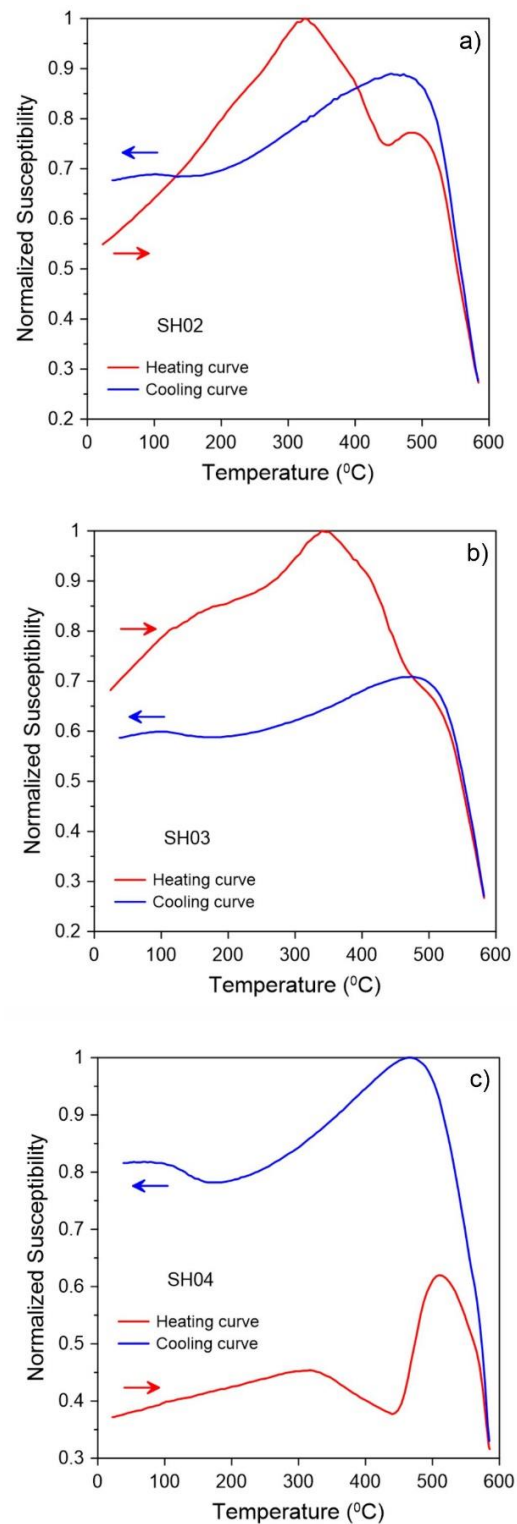 a)
1
0.9
0.8
0.7
0.6
0.5
0.4
0.3
0.2
Normalized Susceptibility
SH02
Heating curve
Cooling curve
0 100 200 300 400 500 600
Temperature (⁰C)
b)
1
0.9
0.8
0.7
0.6
0.5
0.4
0.3
0.2
Normalized Susceptibility
SH03
Heating curve
Cooling curve
0 100 200 300 400 500 600
Temperature (⁰C)
c)
1
0.9
0.8
0.7
0.6
0.5
0.4
0.3
Normalized Susceptibility
SH04
Heating curve
Cooling curve
0 100 200 300 400 500 600
Temperature (⁰C)